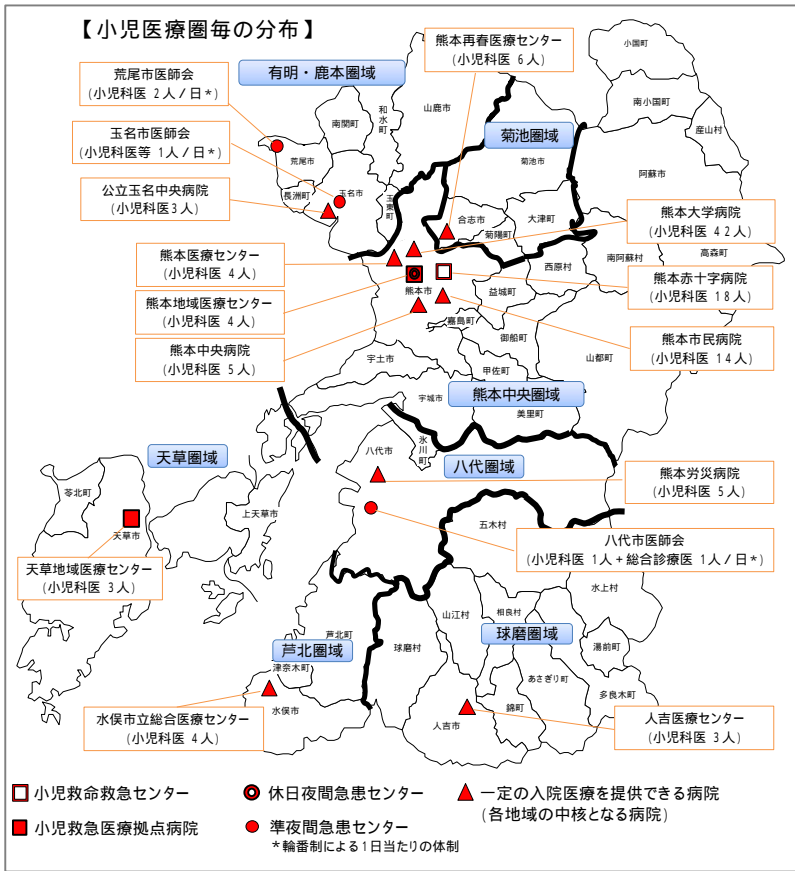 【小児医療圏毎の分布】
熊本再春医療センター
(小児科医 6人)
小国町
荒尾市医師会
(小児科医 2人/日*)
有明・鹿本圏域
南小国町
山鹿市
和水町
産山村
南関町
玉名市医師会
(小児科医等 1人/日*)
菊池圏域
荒尾市
菊池市
阿蘇市
公立玉名中央病院
(小児科医3人)
長洲町
玉名市
玉東町
合志市
大津町
菊陽町
熊本大学病院
(小児科医 42人)
熊本医療センター
(小児科医 4人)
西原村
南阿蘇村
高森町
熊本赤十字病院
(小児科医 18人)
熊本地域医療センター
(小児科医 4人)
熊本市
益城町
嘉島町
御船町
熊本市民病院
(小児科医 14人)
熊本中央病院
(小児科医 5人)
宇土市
山都町
甲佐町
熊本中央圏域
宇城市
美里町
氷川町
天草圏域
八代市
八代圏域
熊本労災病院
(小児科医 5人)
苓北町
上天草市
天草市
五木村
八代市医師会
(小児科医 1人+総合診療医 1人/日*)
天草地域医療センター
(小児科医 3人)
水上村
山江村
相良村
芦北町
球磨村
球磨圏域
湯前町
芦北圏域
津奈木町
あさぎり町
多良木町
水俣市立総合医療センター
(小児科医 4人)
水俣市
人吉市
錦町
人吉医療センター
(小児科医 3人)
小児救命救急センター
休日夜間急患センター
一定の入院医療を提供できる病院
(各地域の中核となる病院)
小児救急医療拠点病院
準夜間急患センター
*輪番制による1日当たりの体制